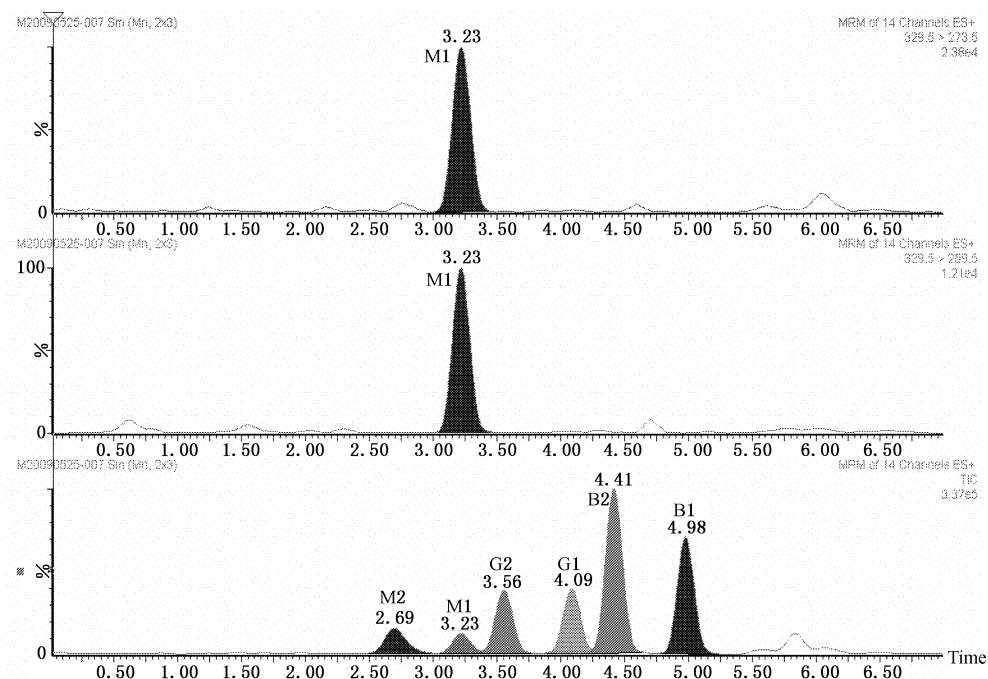 M20090525-007 Sm (Mn, 2x3)
MRM of 14 Channels ES+
329.5 > 273.5
2.36e4
3.23
M1
%
0
0.50 1.00 1.50 2.00 2.50 3.00 3.50 4.00 4.50 5.00 5.50 6.00 6.50
M20090525-007 Sm (Mn, 2x3)
MRM of 14 Channels ES+
329.5 > 259.5
1.21e4
3.23
100
M1
%
0
0.50 1.00 1.50 2.00 2.50 3.00 3.50 4.00 4.50 5.00 5.50 6.00 6.50
M20090525-007 Sm (Mn, 2x3)
MRM of 14 Channels ES+
TIC
3.37e5
4.41
B2
B1
4.98
G2
3.56
G1
4.09
M2
2.69
M1
3.23
%
0
Time
0.50 1.00 1.50 2.00 2.50 3.00 3.50 4.00 4.50 5.00 5.50 6.00 6.50